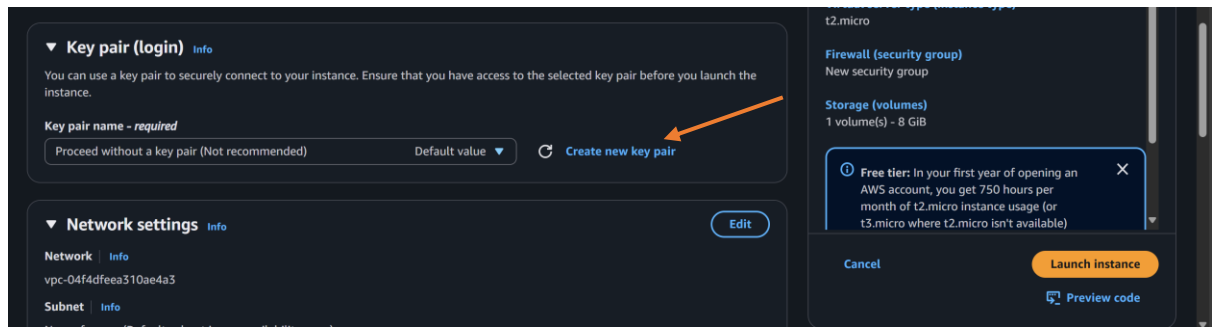 Key pair (login) Info
You can use a key pair to securely connect to your instance. Ensure that you have access to the selected key pair before you launch the
instance.
Key pair name - required
Proceed without a key pair (Not recommended) Default value
Create new key pair
Network settings Info
Edit
Network Info
vpc-04f4dfeea310ae4a3
Subnet Info
t2.micro
Firewall (security group)
New security group
Storage (volumes)
1 volume(s) - 8 GiB
Free tier: In your first year of opening an
AWS account, you get 750 hours per
month of t2.micro instance usage (or
t3.micro where t2.micro isn't available)
Cancel
Launch instance
Preview code